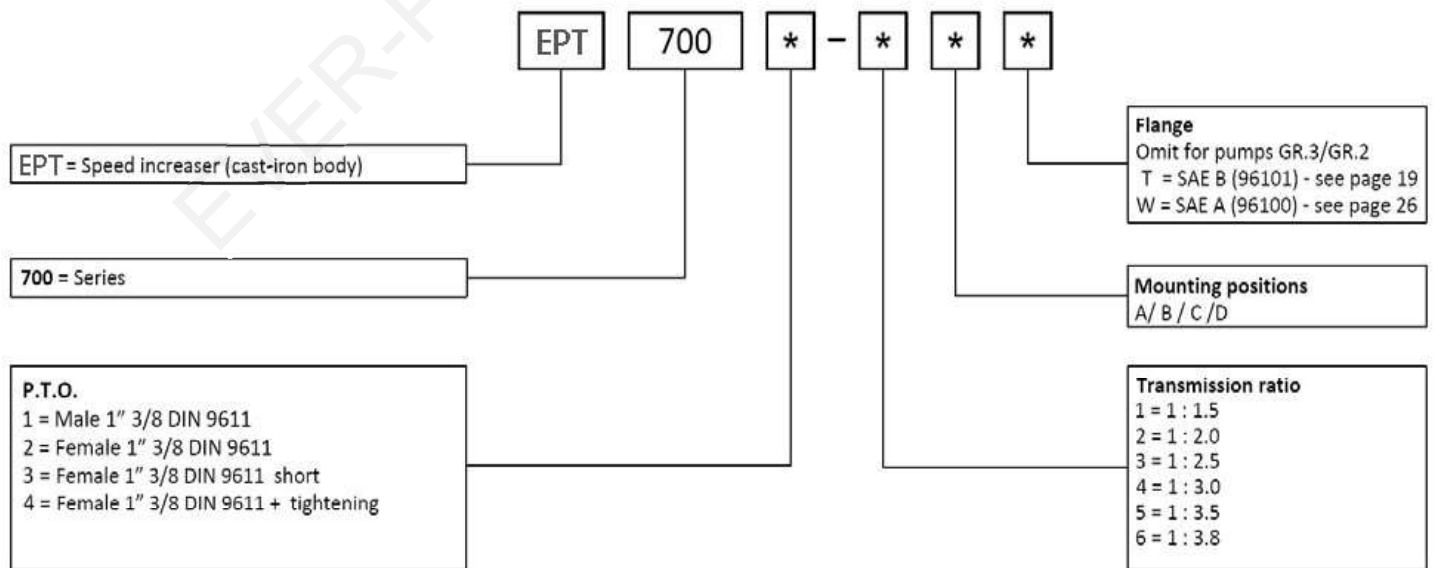 EPT 700 * - * * *
EPT = Speed increaser (cast-iron body)
700 = Series
P.T.O.
1 = Male 1" 3/8 DIN 9611
2 = Female 1" 3/8 DIN 9611
3 = Female 1" 3/8 DIN 9611 short
4 = Female 1" 3/8 DIN 9611 + tightening
Flange
Omit for pumps GR.3/GR.2
T = SAE B (96101) - see page 19
W = SAE A (96100) - see page 26
Mounting positions
A/ B / C /D
Transmission ratio
1 = 1 : 1.5
2 = 1 : 2.0
3 = 1 : 2.5
4 = 1 : 3.0
5 = 1 : 3.5
6 = 1 : 3.8